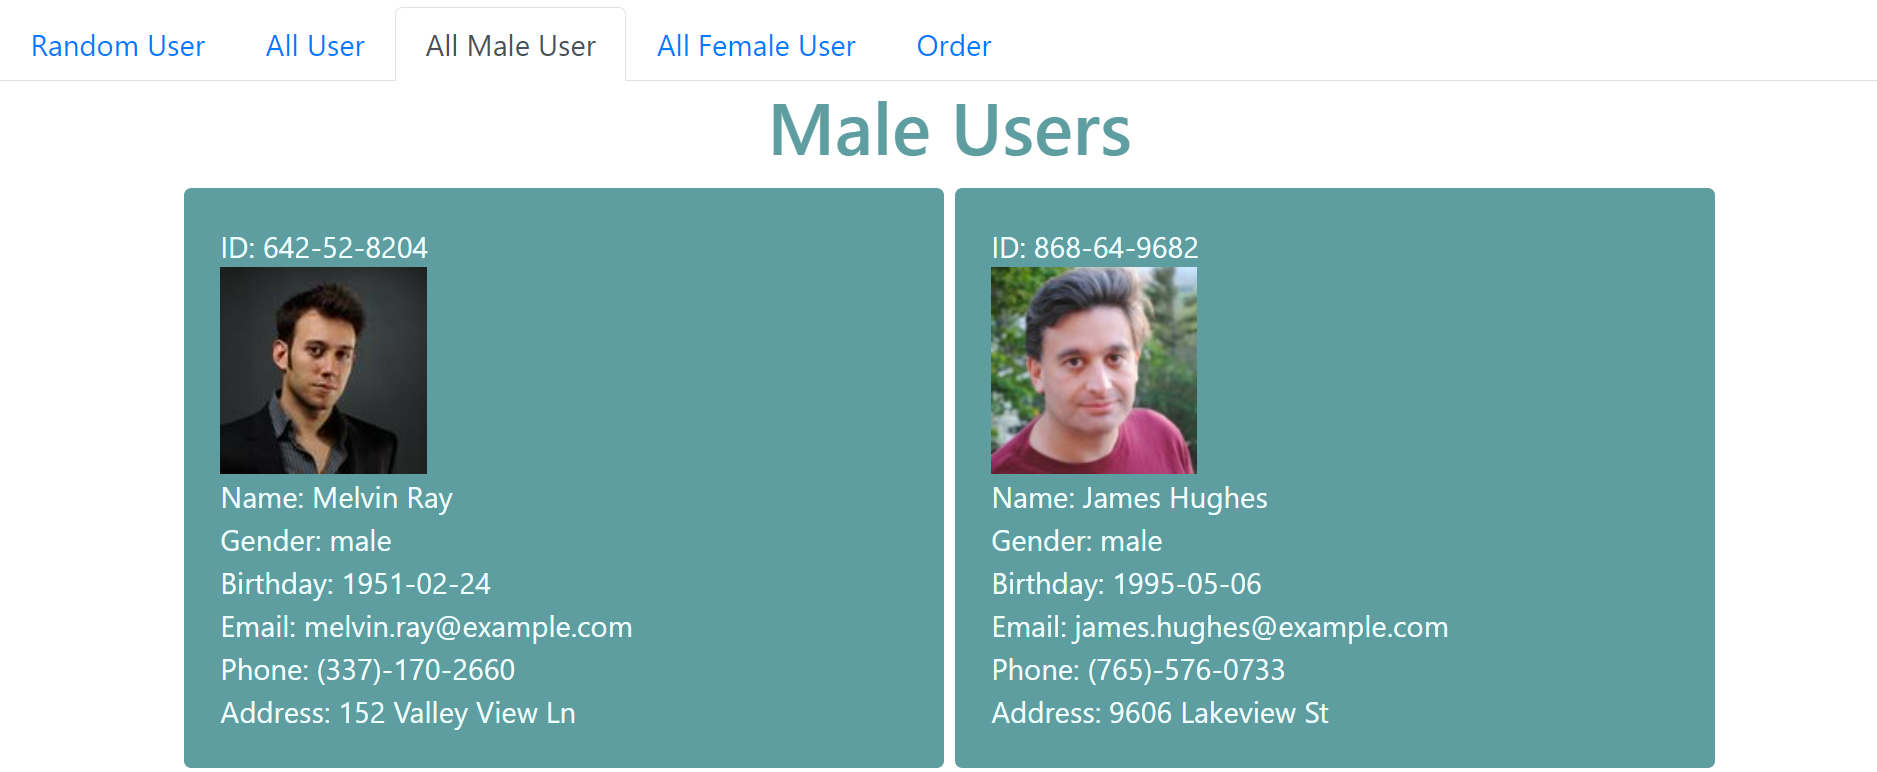 Random User All User All Male User All Female User Order
Male Users
ID: 642-52-8204
Name: Melvin Ray
Gender: male
Birthday: 1951-02-24
Email: melvin.ray@example.com
Phone: (337)-170-2660
Address: 152 Valley View Ln
ID: 868-64-9682
Name: James Hughes
Gender: male
Birthday: 1995-05-06
Email: james.hughes@example.com
Phone: (765)-576-0733
Address: 9606 Lakeview St